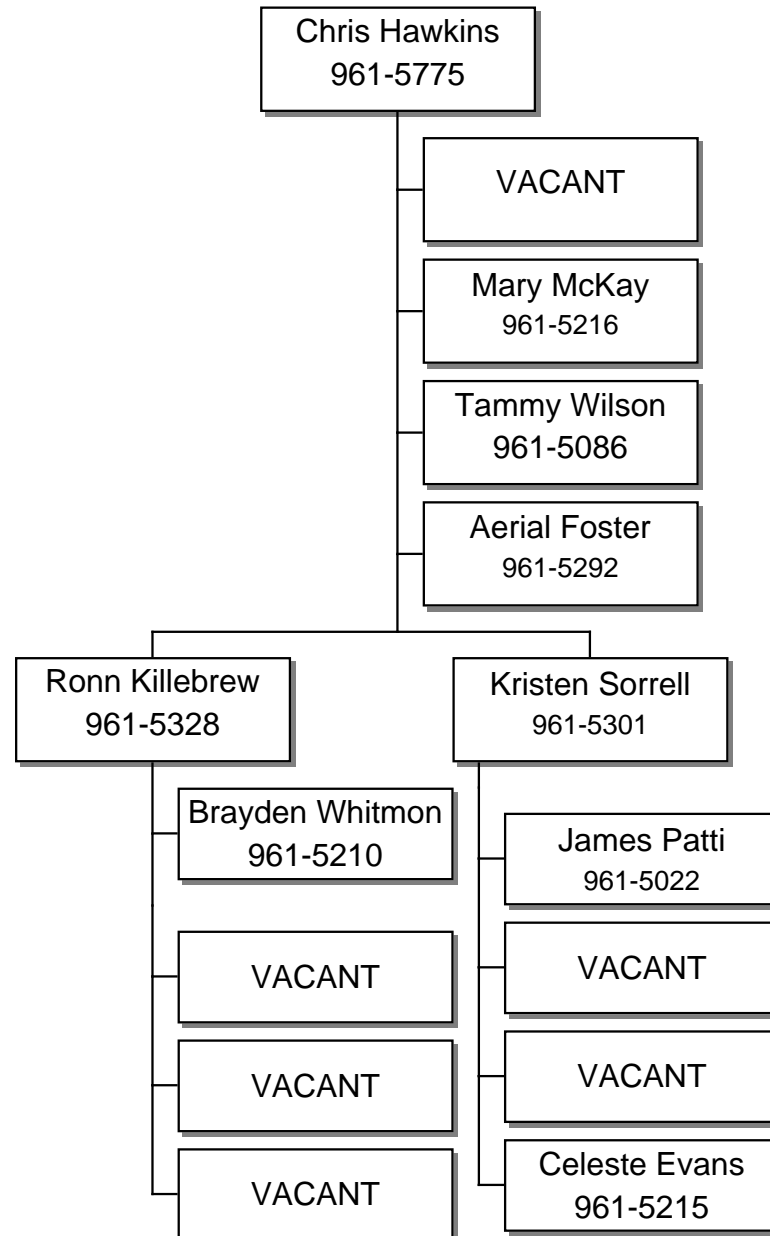 Chris Hawkins
961-5775
VACANT
Mary McKay
961-5216
Tammy Wilson
961-5086
Aerial Foster
961-5292
Ronn Killebrew
961-5328
Brayden Whitmon
961-5210
VACANT
VACANT
VACANT
Kristen Sorrell
961-5301
James Patti
961-5022
VACANT
VACANT
Celeste Evans
961-5215